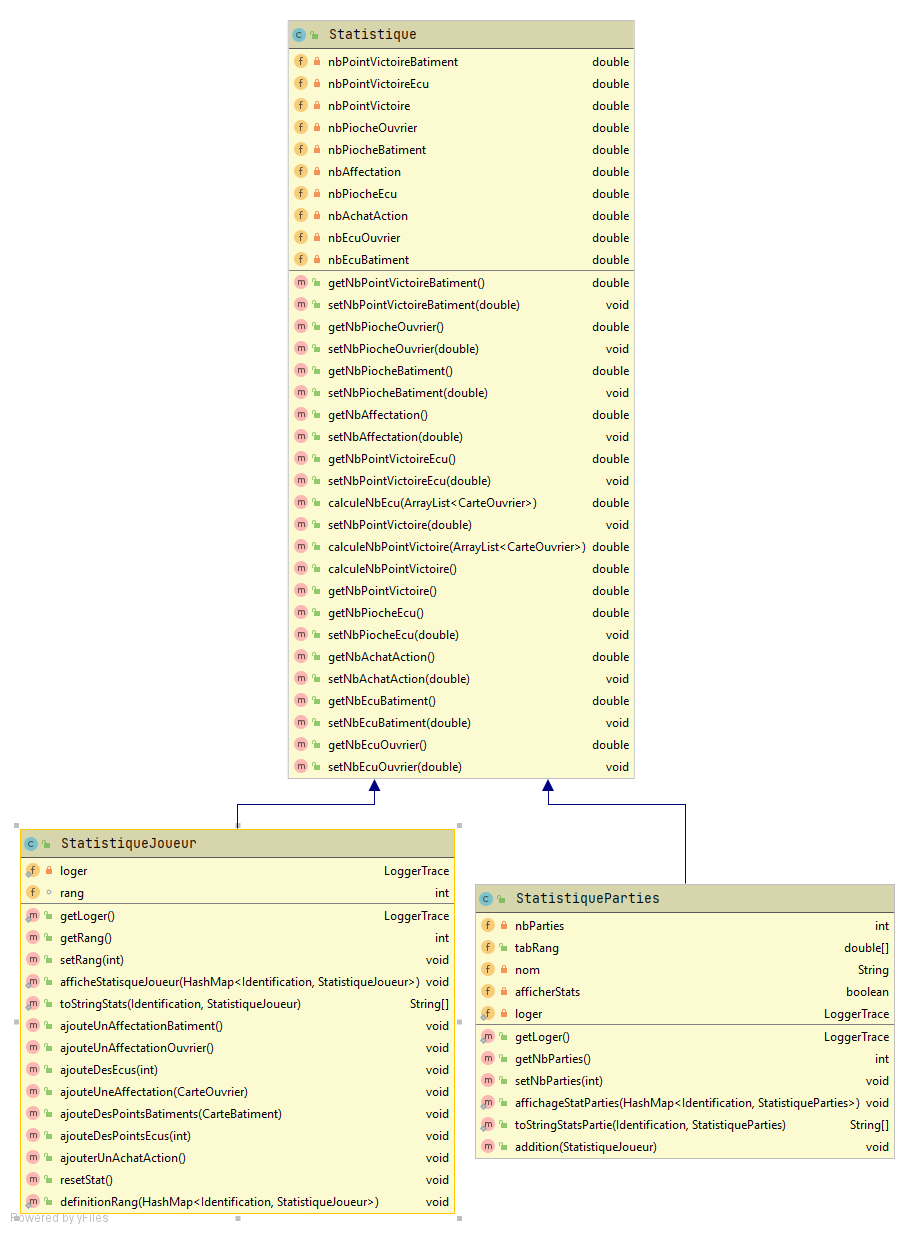 Statistique
nbPointVictoireBatiment double
nbPointVictoireEcu double
nbPointVictoire double
nbPiocheOuvrier double
nbPiocheBatiment double
nbAffectation double
nbPiocheEcu double
nbAchatAction double
nbEcuOuvrier double
nbEcuBatiment double
getNbPointVictoireBatiment() double
setNbPointVictoireBatiment(double) void
getNbPiocheOuvrier() double
setNbPiocheOuvrier(double) void
getNbPiocheBatiment() double
setNbPiocheBatiment(double) void
getNbAffectation() double
setNbAffectation(double) void
getNbPointVictoireEcu() double
setNbPointVictoireEcu(double) void
calculeNbEcu(ArrayList<CarteOuvrier>) double
setNbPointVictoire(double) void
calculeNbPointVictoire(ArrayList<CarteOuvrier>) double
calculeNbPointVictoire() double
getNbPointVictoire() double
getNbPiocheEcu() double
setNbPiocheEcu(double) void
getNbAchatAction() double
setNbAchatAction(double) void
getNbEcuBatiment() double
setNbEcuBatiment(double) void
getNbEcuOuvrier() double
setNbEcuOuvrier(double) void
StatistiqueJoueur
loger LoggerTrace
rang int
getLoger() LoggerTrace
getRang() int
setRang(int) void
afficheStatisqueJoueur(HashMap<Identification, StatistiqueJoueur>) void
toStringStats(Identification, StatistiqueJoueur) String[]
ajouteUnAffectationBatiment() void
ajouteUnAffectationOuvrier() void
ajouteDesEcus(int) void
ajouteUneAffectation(CarteOuvrier) void
ajouteDesPointsBatiments(CarteBatiment) void
ajouteDesPointsEcus(int) void
ajouterUnAchatAction() void
resetStat() void
definitionRang(HashMap<Identification, StatistiqueJoueur>) void
StatistiqueParties
nbParties int
tabRang double[]
nom String
afficherStats boolean
loger LoggerTrace
getLoger() LoggerTrace
getNbParties() int
setNbParties(int) void
affichageStatParties(HashMap<Identification, StatistiqueParties>) void
toStringStatsPartie(Identification, StatistiqueParties) String[]
addition(StatistiqueJoueur) void
Powered by yFiles